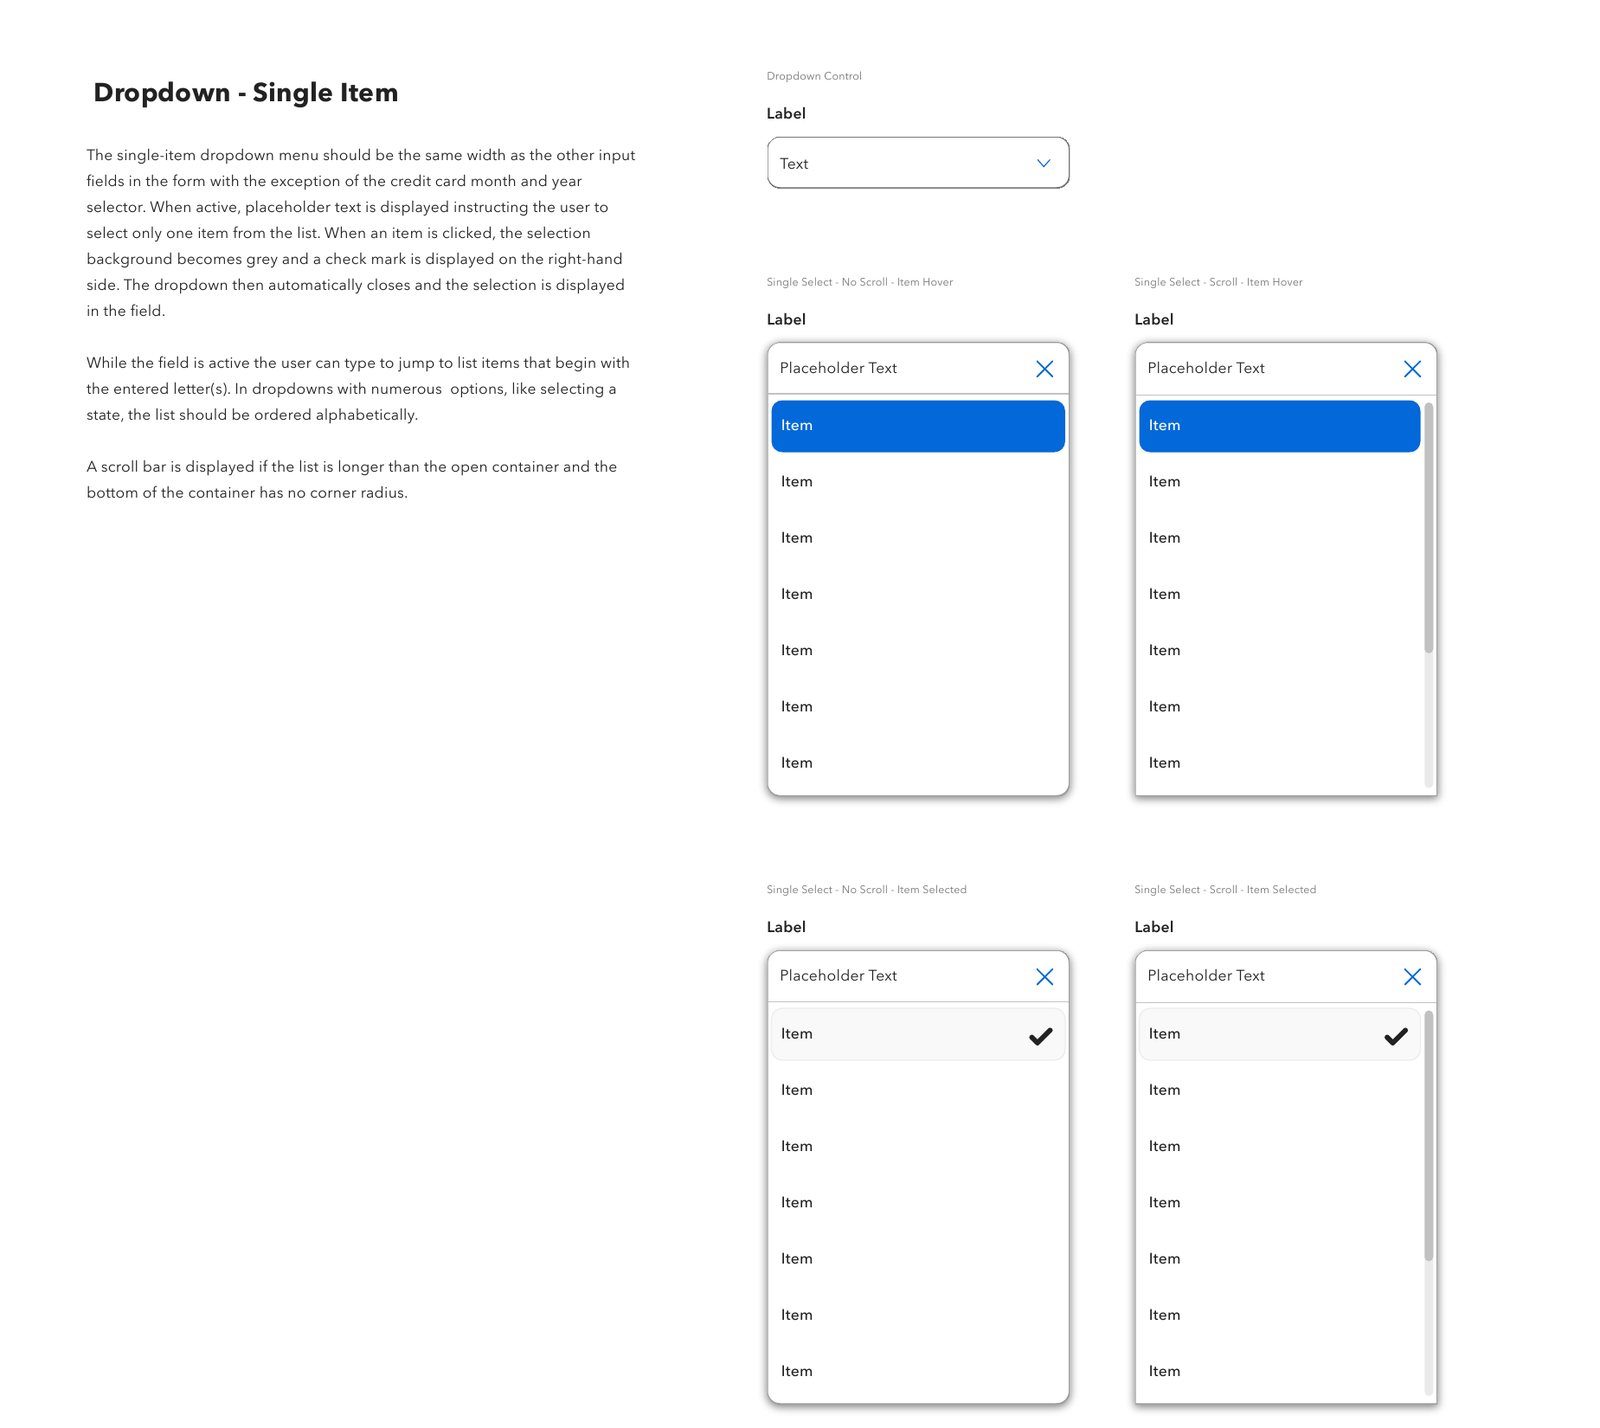 Dropdown - Single Item
The single-item dropdown menu should be the same width as the other input
fields in the form with the exception of the credit card month and year
selector. When active, placeholder text is displayed instructing the user to
select only one item from the list. When an item is clicked, the selection
background becomes grey and a check mark is displayed on the right-hand
side. The dropdown then automatically closes and the selection is displayed
in the field.
While the field is active the user can type to jump to list items that begin with
the entered letter(s). In dropdowns with numerous  options, like selecting a
state, the list should be ordered alphabetically.
A scroll bar is displayed if the list is longer than the open container and the
bottom of the container has no corner radius.
Dropdown Control
Label
Text
Single Select - No Scroll - Item Hover
Label
Placeholder Text
Item
Item
Item
Item
Item
Item
Item
Single Select - Scroll - Item Hover
Label
Placeholder Text
Item
Item
Item
Item
Item
Item
Item
Single Select - No Scroll - Item Selected
Label
Placeholder Text
Item
Item
Item
Item
Item
Item
Item
Single Select - Scroll - Item Selected
Label
Placeholder Text
Item
Item
Item
Item
Item
Item
Item